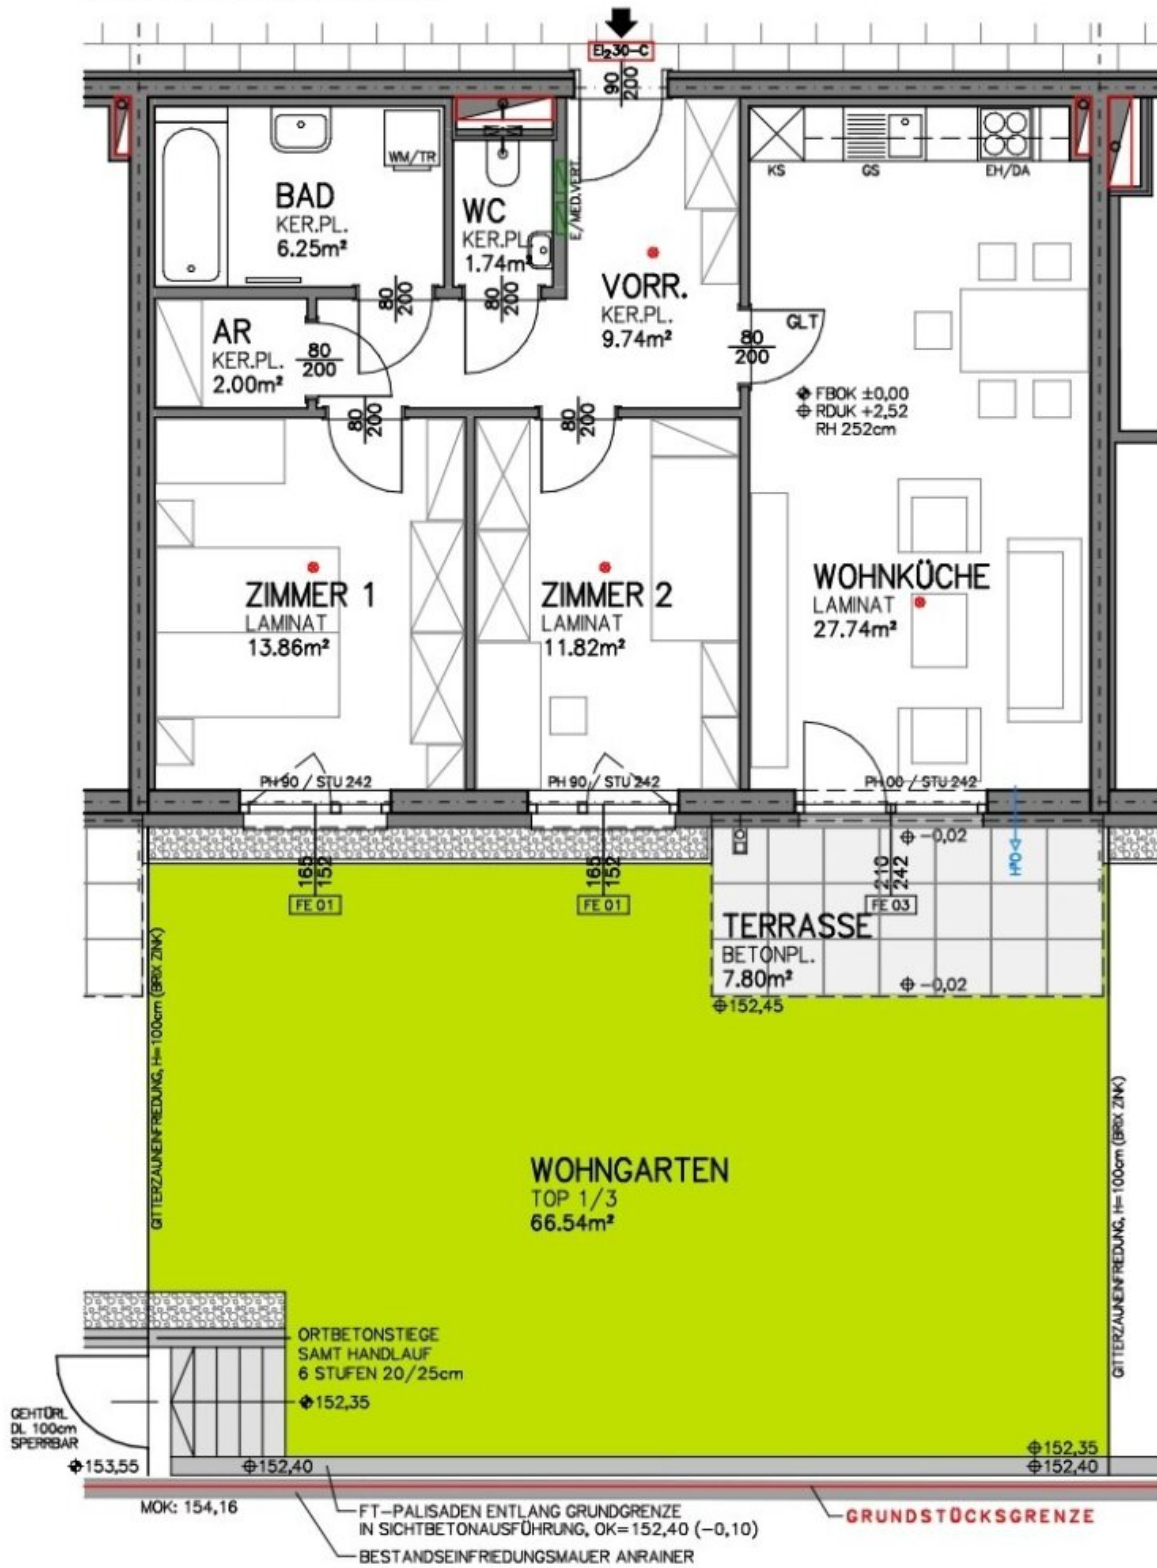 EI₂30-C
90
200
WM/TR
BAD
KER.PL.
6.25m²
WC
KER.PL.
1.74m²
E/MED.VERT.
KS
GS
EH/DA
VORR.
KER.PL.
9.74m²
80
200
80
200
AR
KER.PL.
2.00m²
80
200
GLT
80
200
FBOK ±0,00
RDUK +2,52
RH 252cm
80
200
80
200
ZIMMER 1
LAMINAT
13.86m²
ZIMMER 2
LAMINAT
11.82m²
WOHNKÜCHE
LAMINAT
27.74m²
PH 90 / STU 242
PH 90 / STU 242
PH 00 / STU 242
165
152
FE 01
165
152
FE 01
210
242
FE 03
-0,02
TERRASSE
BETONPL.
7.80m²
-0,02
152,45
GITTERZAUNEINFRIEDUNG, H=100cm (BRIX ZINK)
GITTERZAUNEINFRIEDUNG, H=100cm (BRIX ZINK)
WOHNGARTEN
TOP 1/3
66.54m²
ORTBETONSTIEGE
SAMT HANDLAUF
6 STUFEN 20/25cm
152,35
GEHTÜRL
DL 100cm
SPERRBAR
153,55
152,40
152,35
152,40
MOK: 154,16
FT-PALISADEN ENTLANG GRUNDGRENZE
IN SICHTBETONAUSFÜHRUNG, OK=152,40 (-0,10)
GRUNDSTÜCKSGRENZE
BESTANDSEINFRIEDUNGSMAUER ANRAINER